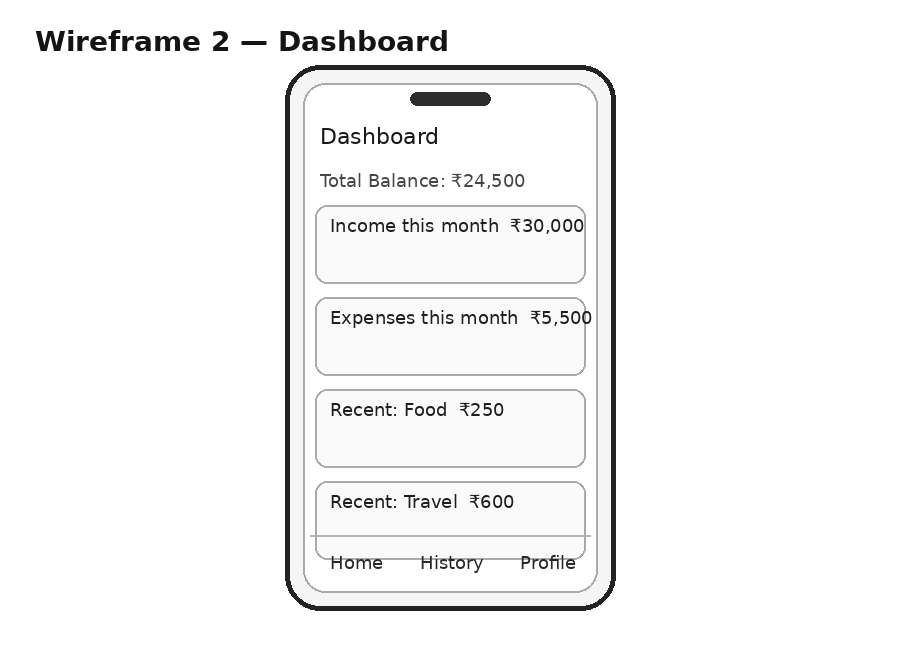 Wireframe 2 — Dashboard
Dashboard
Total Balance: ₹24,500
Income this month  ₹30,000
Expenses this month  ₹5,500
Recent: Food  ₹250
Recent: Travel  ₹600
Home History Profile